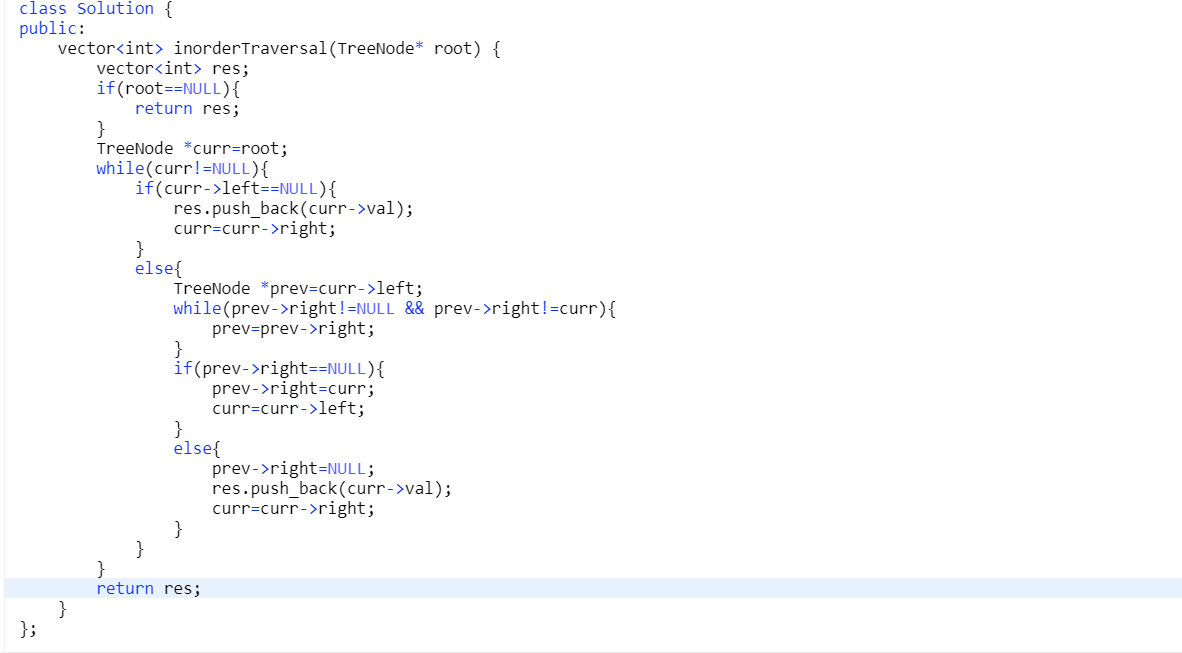 class Solution {
public:
    vector<int> inorderTraversal(TreeNode* root) {
        vector<int> res;
        if(root==NULL){
            return res;
        }
        TreeNode *curr=root;
        while(curr!=NULL){
            if(curr->left==NULL){
                res.push_back(curr->val);
                curr=curr->right;
            }
            else{
                TreeNode *prev=curr->left;
                while(prev->right!=NULL && prev->right!=curr){
                    prev=prev->right;
                }
                if(prev->right==NULL){
                    prev->right=curr;
                    curr=curr->left;
                }
                else{
                    prev->right=NULL;
                    res.push_back(curr->val);
                    curr=curr->right;
                }
            }
        }
        return res;
    }
};